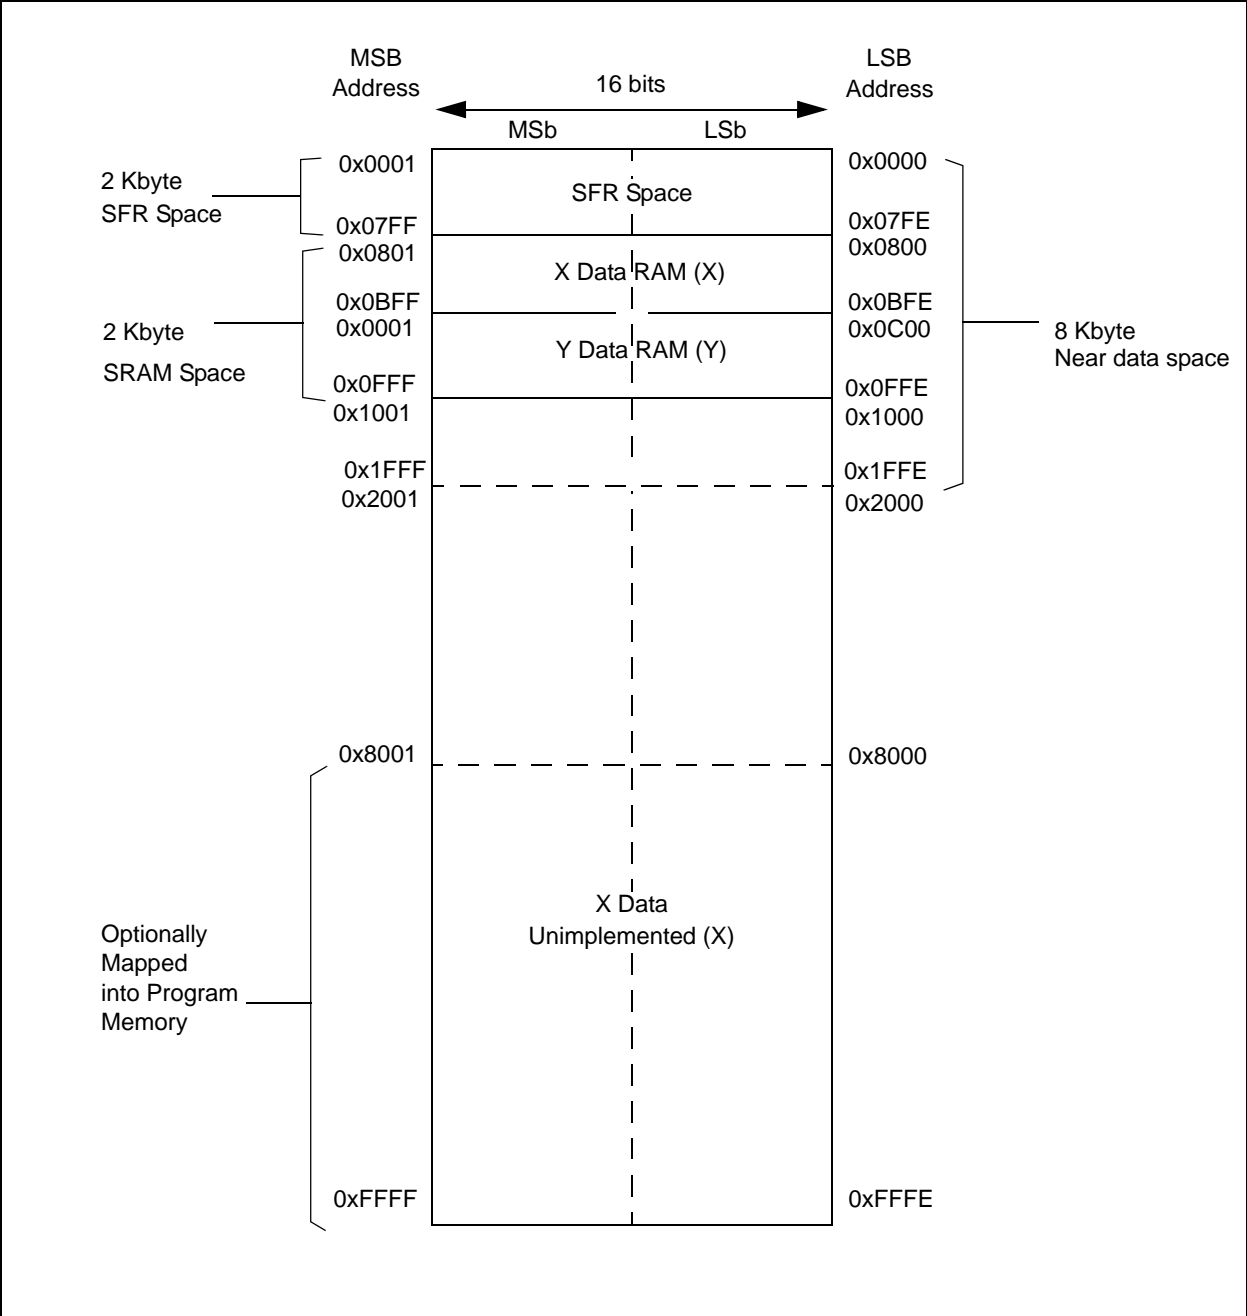 MSB
Address
16 bits
LSB
Address
MSb
LSb
2 Kbyte
SFR Space
0x0001
SFR Space
0x0000
0x07FF
0x07FE
0x0801
0x0800
X Data RAM (X)
0x0BFF
0x0BFE
0x0001
0x0C00
2 Kbyte
SRAM Space
Y Data RAM (Y)
8 Kbyte
Near data space
0x0FFF
0x0FFE
0x1001
0x1000
0x1FFF
0x1FFE
0x2001
0x2000
0x8001
0x8000
X Data
Unimplemented (X)
Optionally
Mapped
into Program
Memory
0xFFFF
0xFFFE